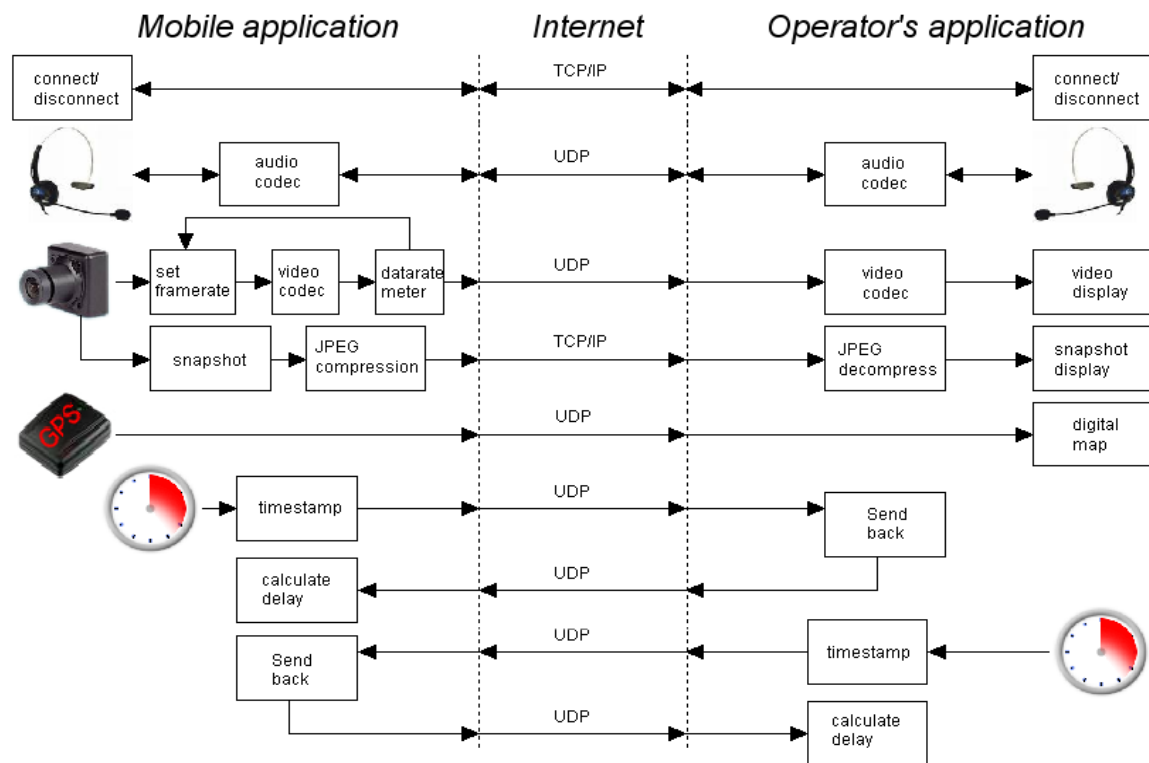 Mobile application
Internet
Operator's application
connect/
disconnect
TCP/IP
connect/
disconnect
audio
codec
UDP
audio
codec
set
framerate
video
codec
datarate
meter
UDP
video
codec
video
display
snapshot
JPEG
compression
TCP/IP
JPEG
decompress
snapshot
display
GPS
UDP
digital
map
timestamp
UDP
Send
back
calculate
delay
UDP
Send
back
UDP
timestamp
UDP
calculate
delay